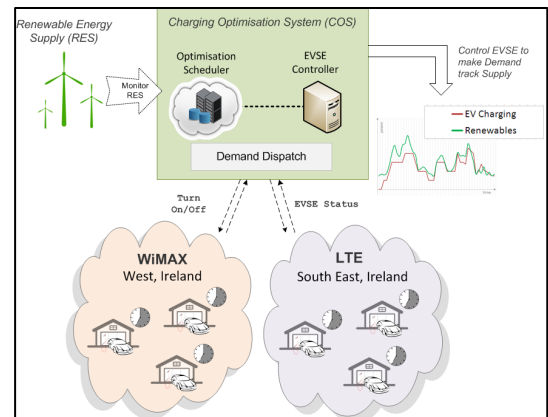 Renewable Energy
Supply (RES)
Charging Optimisation System (COS)
Optimisation
Scheduler
EVSE
Controller
Monitor
RES
Demand Dispatch
Control EVSE to
make Demand
track Supply
EV Charging
Renewables
Turn
On/Off
EVSE Status
WiMAX
West, Ireland
LTE
South East, Ireland